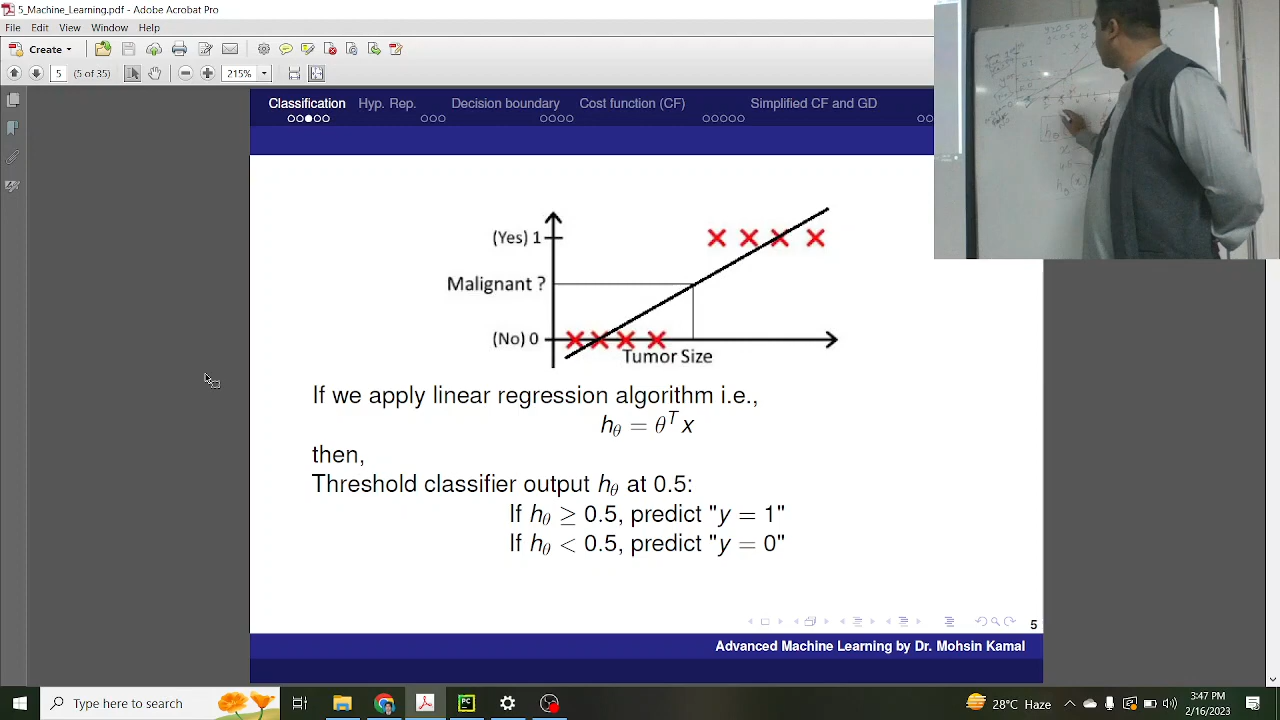 5_Machine_Learning.pdf - Adobe Acrobat Pro
File Edit View Window Help
Create
5 (5 of 35) 215%
Classification Hyp. Rep. Decision boundary Cost function (CF) Simplified CF and GD
(Yes) 1
Malignant ?
(No) 0
Tumor Size
If we apply linear regression algorithm i.e.,
hθ = θᵀx
then,
Threshold classifier output hθ at 0.5:
If hθ ≥ 0.5, predict "y = 1"
If hθ < 0.5, predict "y = 0"
5
Advanced Machine Learning by Dr. Mohsin Kamal
Type here to search
PC
28°C Haze
3:47 PM
2/16/2023